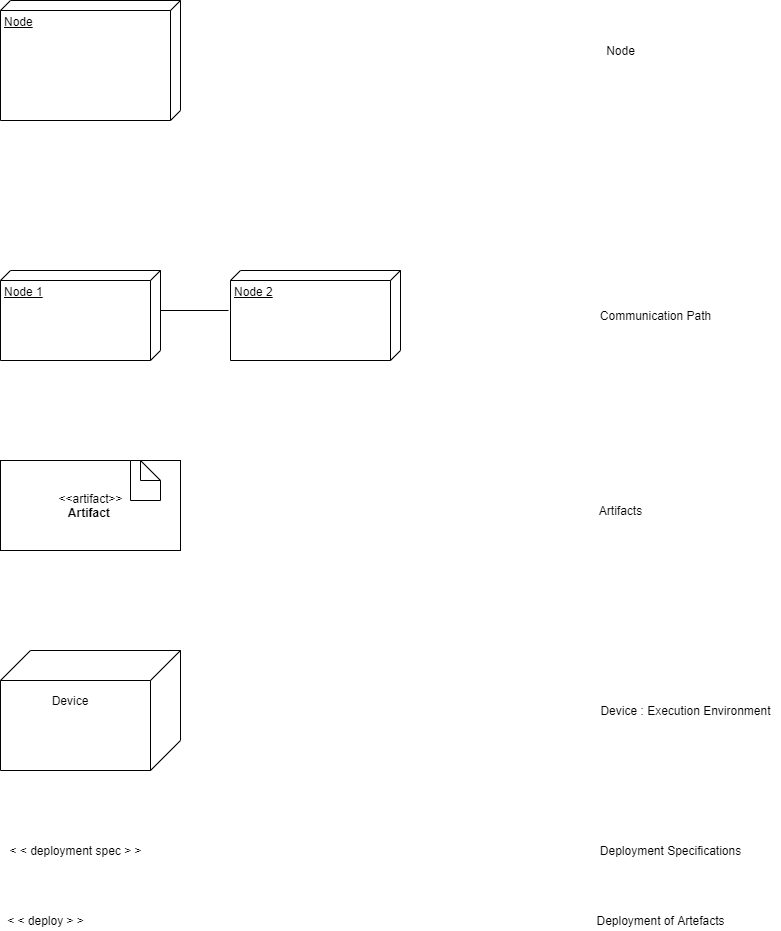 Node
Node
Node 1
Node 2
Communication Path
<<artifact>>
Artifact
Artifacts
Device
Device : Execution Environment
< < deployment spec > >
Deployment Specifications
< < deploy > >
Deployment of Artefacts